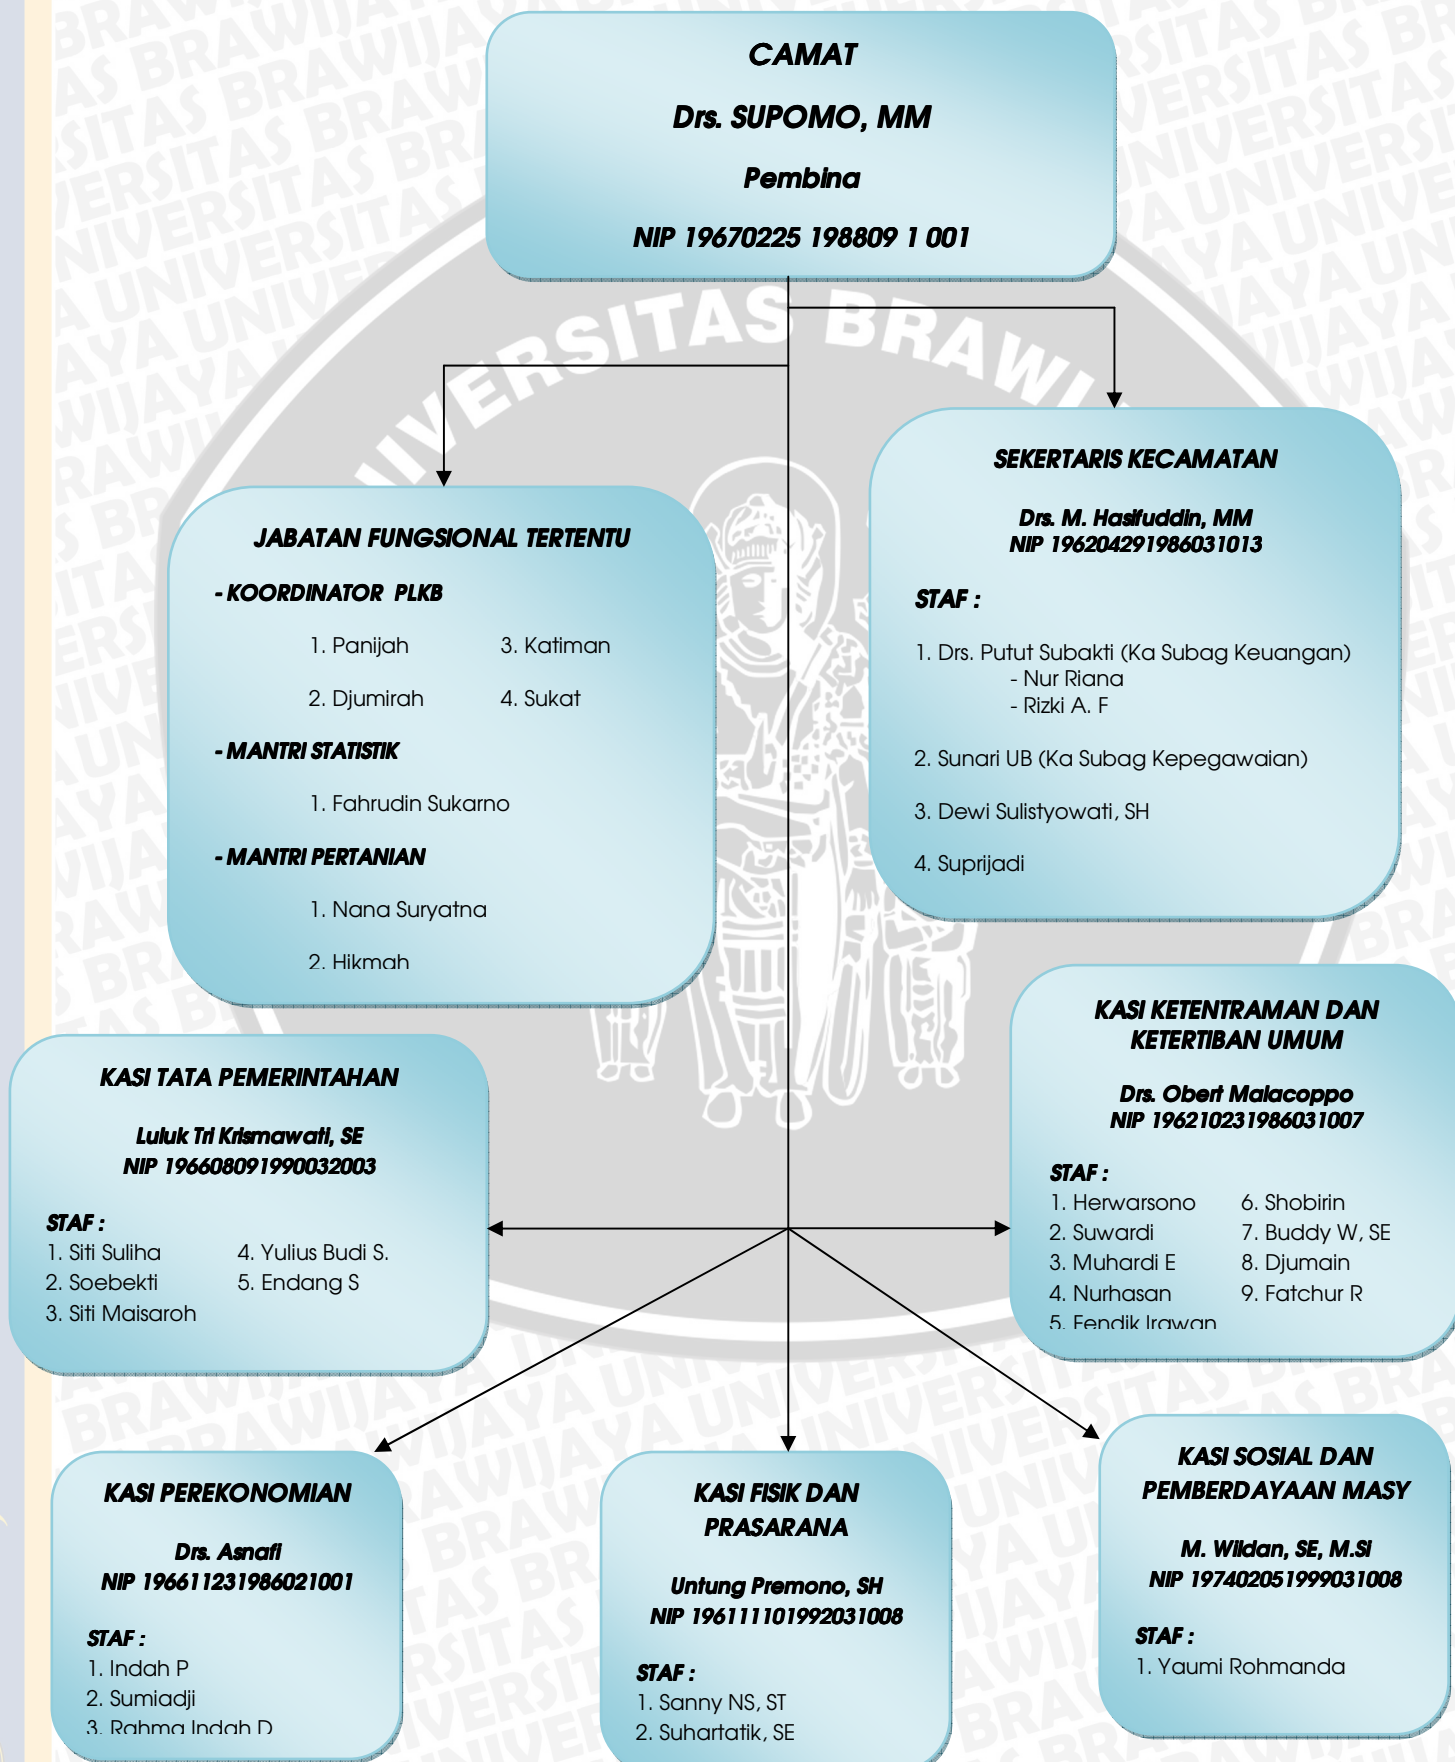 CAMAT
Drs. SUPOMO, MM
Pembina
NIP 19670225 198809 1 001
UNIVERSITAS BRAWIJAYA
SEKERTARIS KECAMATAN
Drs. M. Hasifuddin, MM
NIP 196204291986031013
STAF :
1. Drs. Putut Subakti (Ka Subag Keuangan)
- Nur Riana
- Rizki A. F
2. Sunari UB (Ka Subag Kepegawaian)
3. Dewi Sulistyowati, SH
4. Suprijadi
JABATAN FUNGSIONAL TERTENTU
- KOORDINATOR PLKB
1. Panijah 3. Katiman
2. Djumirah 4. Sukat
- MANTRI STATISTIK
1. Fahrudin Sukarno
- MANTRI PERTANIAN
1. Nana Suryatna
2. Hikmah
KASI TATA PEMERINTAHAN
Luluk Tri Krismawati, SE
NIP 196608091990032003
STAF :
1. Siti Suliha 4. Yulius Budi S.
2. Soebekti 5. Endang S
3. Siti Maisaroh
KASI KETENTRAMAN DAN
KETERTIBAN UMUM
Drs. Obert Malacoppo
NIP 196210231986031007
STAF :
1. Herwarsono 6. Shobirin
2. Suwardi 7. Buddy W, SE
3. Muhardi E 8. Djumain
4. Nurhasan 9. Fatchur R
5. Fendik Irawan
KASI PEREKONOMIAN
Drs. Asnafi
NIP 196611231986021001
STAF :
1. Indah P
2. Sumiadji
3. Rahma Indah D
KASI FISIK DAN
PRASARANA
Untung Premono, SH
NIP 196111101992031008
STAF :
1. Sanny NS, ST
2. Suhartatik, SE
KASI SOSIAL DAN
PEMBERDAYAAN MASY
M. Wildan, SE, M.SI
NIP 197402051999031008
STAF :
1. Yaumi Rohmanda